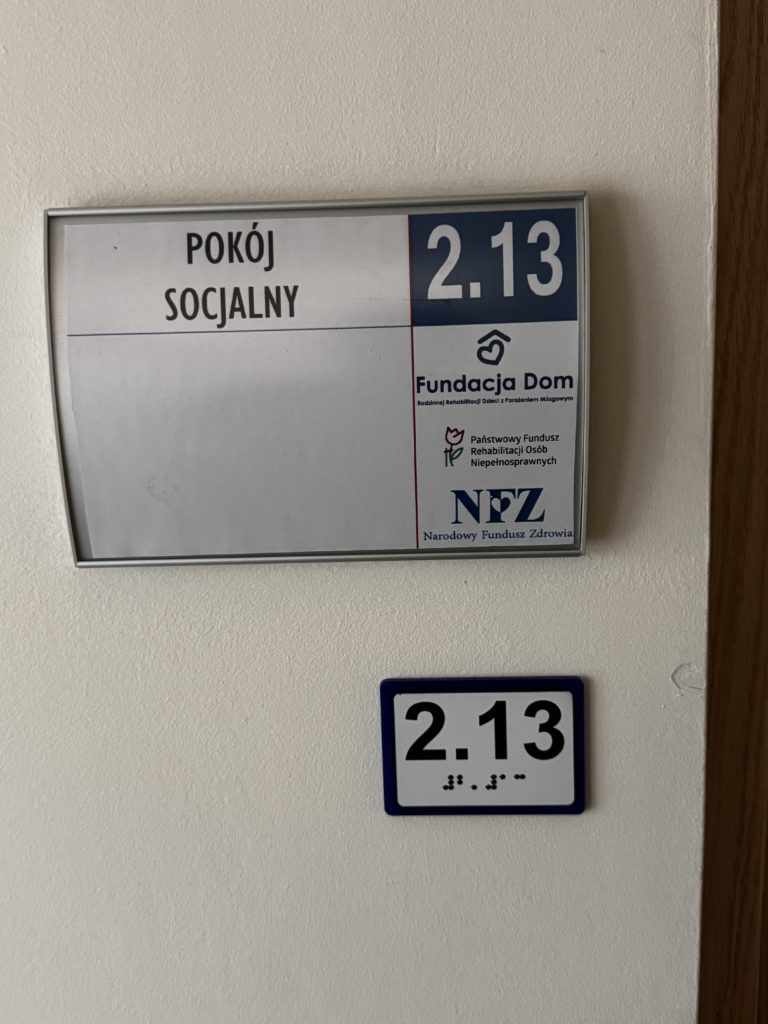 POKÓJ
SOCJALNY
2.13
Fundacja Dom
Rodzinnej Rehabilitacji Dzieci z Porażeniem Mózgowym
Państwowy Fundusz
Rehabilitacji Osób
Niepełnosprawnych
NFZ
Narodowy Fundusz Zdrowia
2.13
⠼⠃⠄⠼⠁⠉